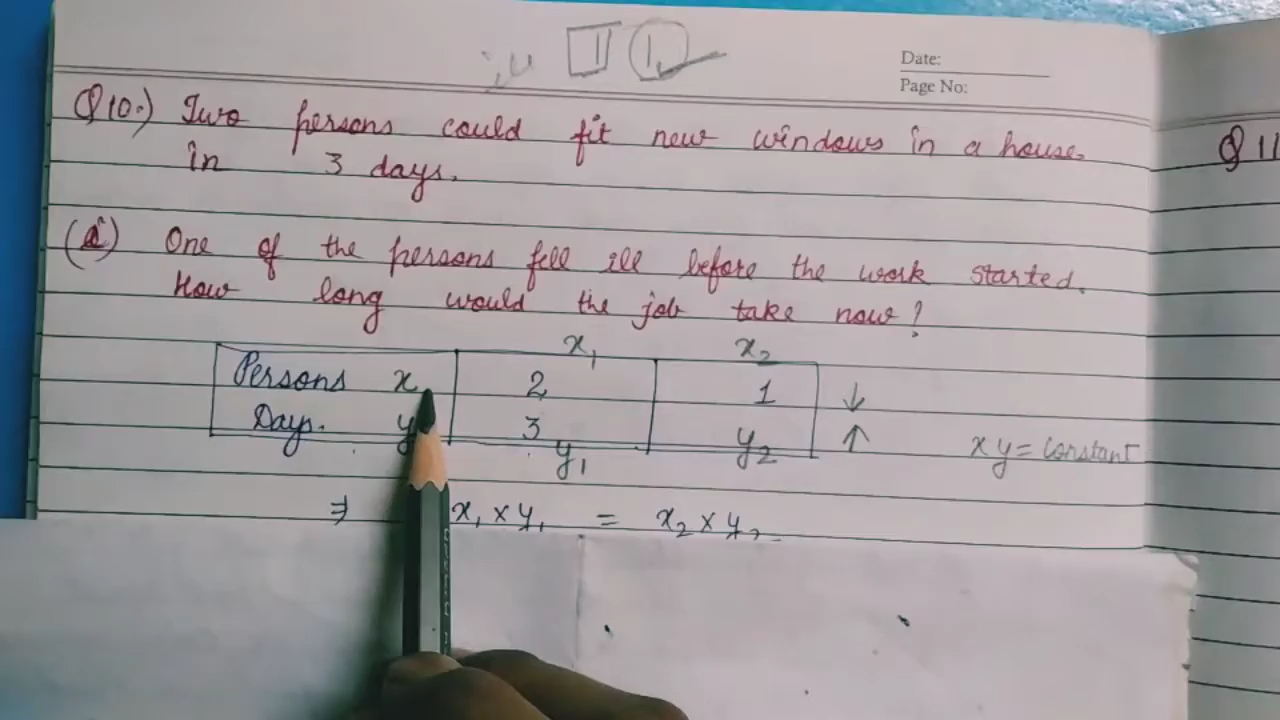 Date:
Page No:
Q10.) Two persons could fit new windows in a house.
in 3 days.
(i) One of the persons fell ill before the work started.
How long would the job take now?
x₁ x₂
Persons x 2 1 ↓
Days. y 3 y₂ ↑
y₁
xy = constant
⇒ x₁ × y₁ = x₂ × y₂
Q 11